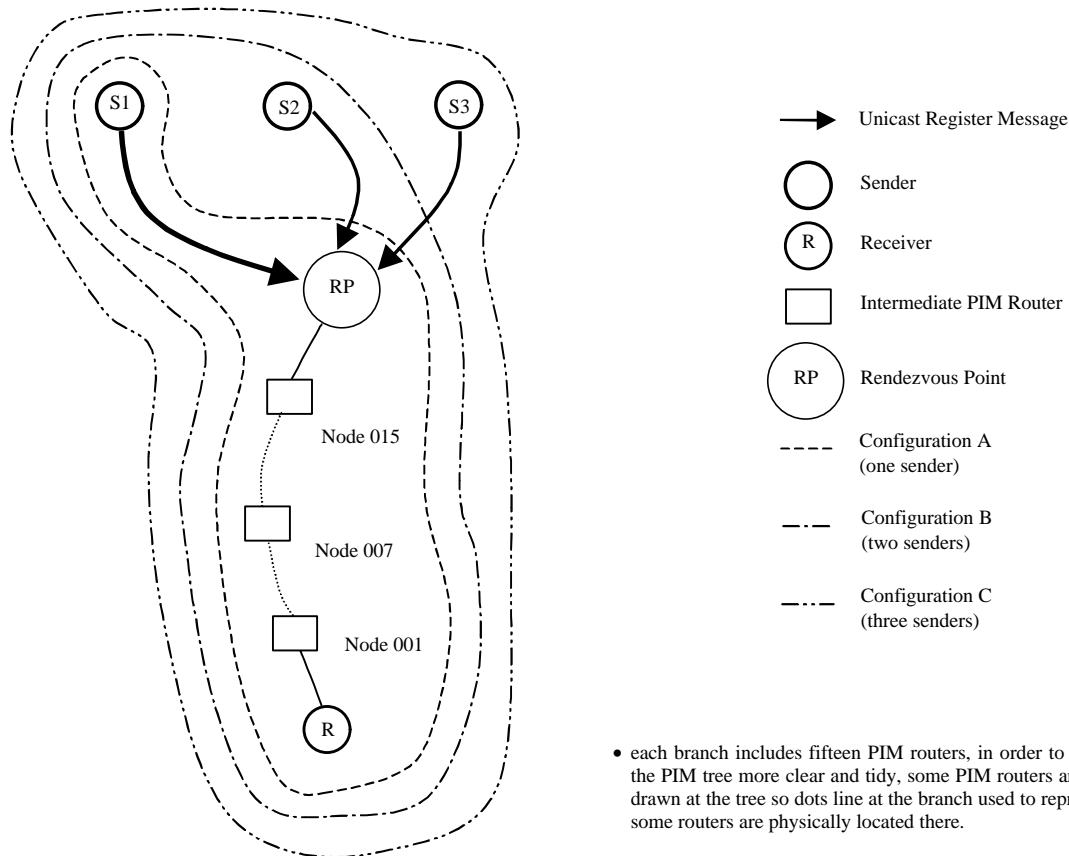 S1
S2
S3
RP
Node 015
Node 007
Node 001
R
Unicast Register Message
Sender
R
Receiver
Intermediate PIM Router
RP
Rendezvous Point
Configuration A
(one sender)
Configuration B
(two senders)
Configuration C
(three senders)
• each branch includes fifteen PIM routers, in order to
the PIM tree more clear and tidy, some PIM routers
drawn at the tree so dots line at the branch used to
some routers are physically located there.